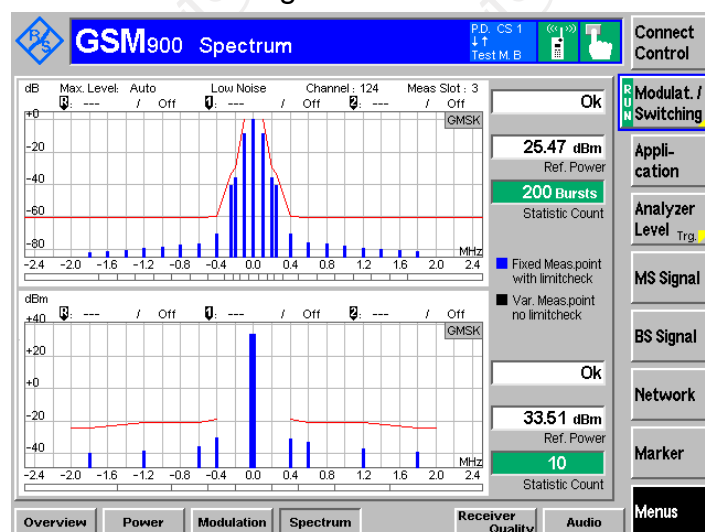 R&S
GSM900 Spectrum
P.D. CS 1
Test M. B
Connect Control
dB Max. Level: Auto Low Noise Channel : 124 Meas Slot : 3
R: --- / Off 1: --- / Off 2: --- / Off
GMSK
+0
-20
-40
-60
-80
MHz
-2.4 -2.0 -1.6 -1.2 -0.8 -0.4 0.0 0.4 0.8 1.2 1.6 2.0 2.4
Ok
25.47 dBm
Ref. Power
200 Bursts
Statistic Count
Fixed Meas.point
with limitcheck
Var. Meas.point
no limitcheck
dBm
R: --- / Off 1: --- / Off 2: --- / Off
GMSK
+40
+20
+0
-20
-40
MHz
-2.4 -2.0 -1.6 -1.2 -0.8 -0.4 0.0 0.4 0.8 1.2 1.6 2.0 2.4
Ok
33.51 dBm
Ref. Power
10
Statistic Count
RUN
Modulat. /
Switching
Appli-
cation
Analyzer
Level Trg.
MS Signal
BS Signal
Network
Marker
Menus
Overview Power Modulation Spectrum Receiver Quality Audio